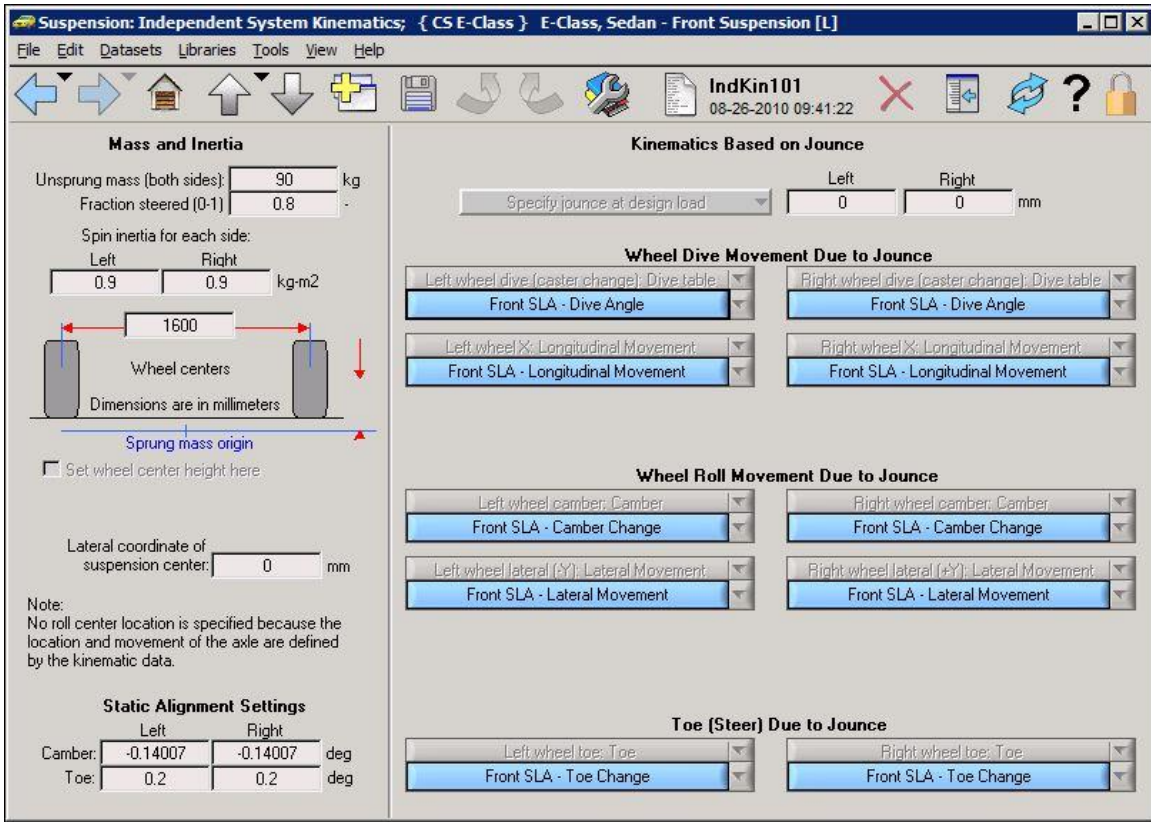 Suspension: Independent System Kinematics; { CS E-Class } E-Class, Sedan - Front Suspension [L]
File Edit Datasets Libraries Tools View Help
IndKin101
08-26-2010 09:41:22
?
Mass and Inertia
Unsprung mass (both sides): 90 kg
Fraction steered (0-1) 0.8 -
Spin inertia for each side:
Left Right
0.9 0.9 kg-m2
1600
Wheel centers
Dimensions are in millimeters
Sprung mass origin
Set wheel center height here
Lateral coordinate of
suspension center: 0 mm
Note:
No roll center location is specified because the
location and movement of the axle are defined
by the kinematic data.
Static Alignment Settings
Left Right
Camber: -0.14007 -0.14007 deg
Toe: 0.2 0.2 deg
Kinematics Based on Jounce
Left Right
Specify jounce at design load 0 0 mm
Wheel Dive Movement Due to Jounce
Left wheel dive (caster change): Dive table Right wheel dive (caster change): Dive table
Front SLA - Dive Angle Front SLA - Dive Angle
Left wheel X: Longitudinal Movement Right wheel X: Longitudinal Movement
Front SLA - Longitudinal Movement Front SLA - Longitudinal Movement
Wheel Roll Movement Due to Jounce
Left wheel camber: Camber Right wheel camber: Camber
Front SLA - Camber Change Front SLA - Camber Change
Left wheel lateral (-Y): Lateral Movement Right wheel lateral (+Y): Lateral Movement
Front SLA - Lateral Movement Front SLA - Lateral Movement
Toe (Steer) Due to Jounce
Left wheel toe: Toe Right wheel toe: Toe
Front SLA - Toe Change Front SLA - Toe Change